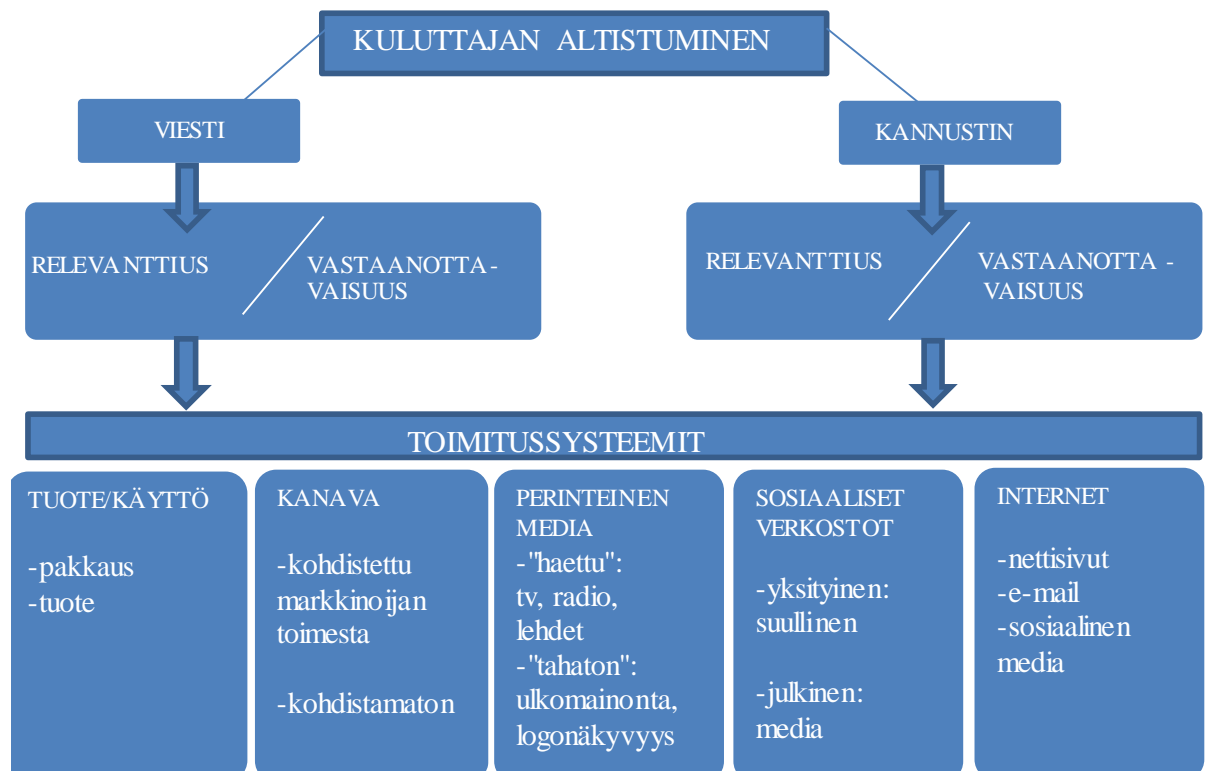 KULUTTAJAN ALTISTUMINEN
VIESTI
KANNUSTIN
RELEVANTTIUS
VASTAANOTTA-
VAISUUS
RELEVANTTIUS
VASTAANOTTA -
VAISUUS
TOIMITUSSYSTEEMIT
TUOTE/KÄYTTÖ
-pakkaus
-tuote
KANAVA
-kohdistettu
markkinoijan
toimesta
-kohdistamaton
PERINTEINEN
MEDIA
-"haettu":
tv, radio,
lehdet
-"tahaton":
ulkomainonta,
logonäkyvyys
SOSIAALISET
VERKOSTOT
-yksityinen:
suullinen
-julkinen:
media
INTERNET
-nettisivut
-e-mail
-sosiaalinen
media